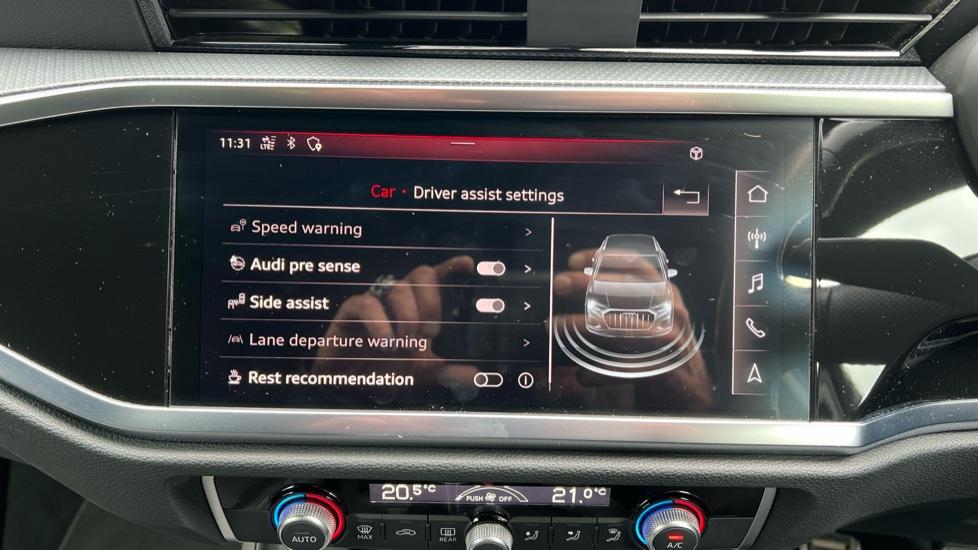 11:31 LTE
Car · Driver assist settings
Speed warning
Audi pre sense
Side assist
Lane departure warning
Rest recommendation
20.5°C PUSH OFF 21.0°C
AUTO MAX REAR A/C